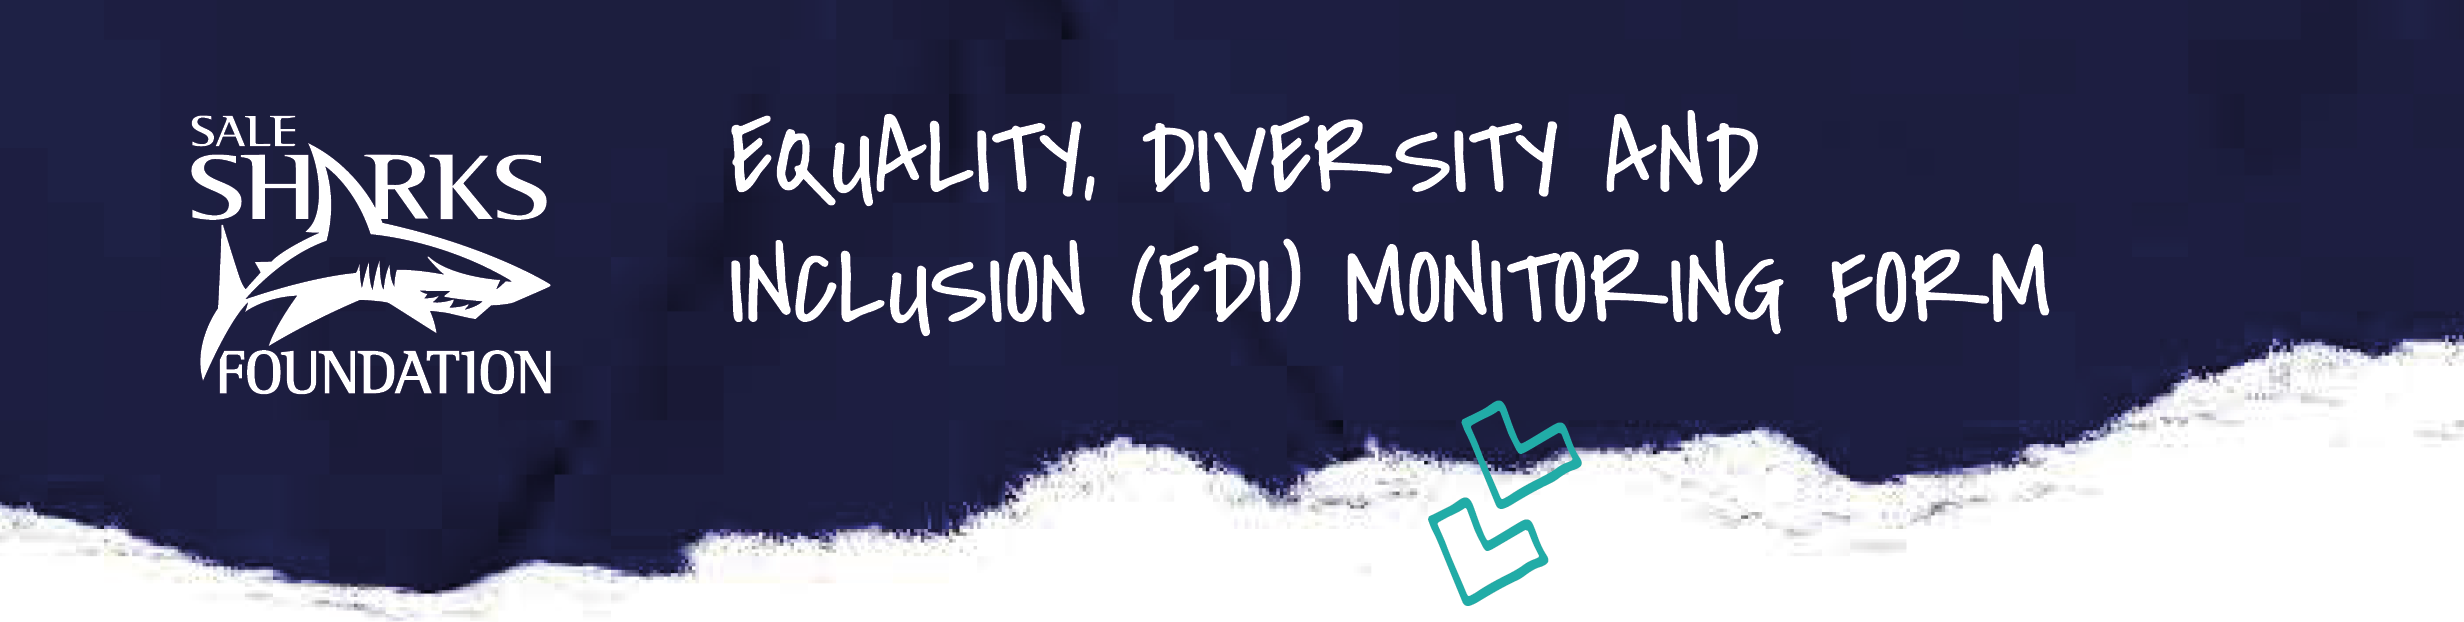 SALE
SHARKS
FOUNDATION
EQUALITY, DIVERSITY AND
INCLUSION (EDI) MONITORING FORM